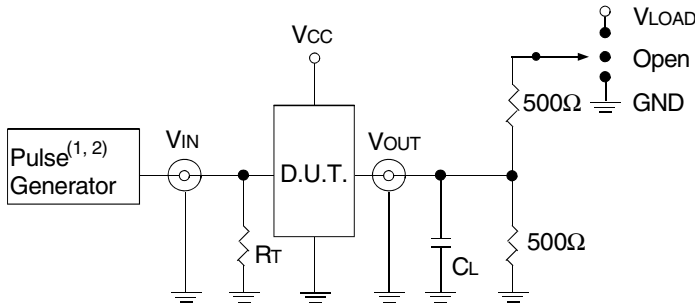 VLOAD
VCC
Open
500Ω
GND
VIN
VOUT
Pulse(1, 2)
Generator
D.U.T.
RT
CL
500Ω